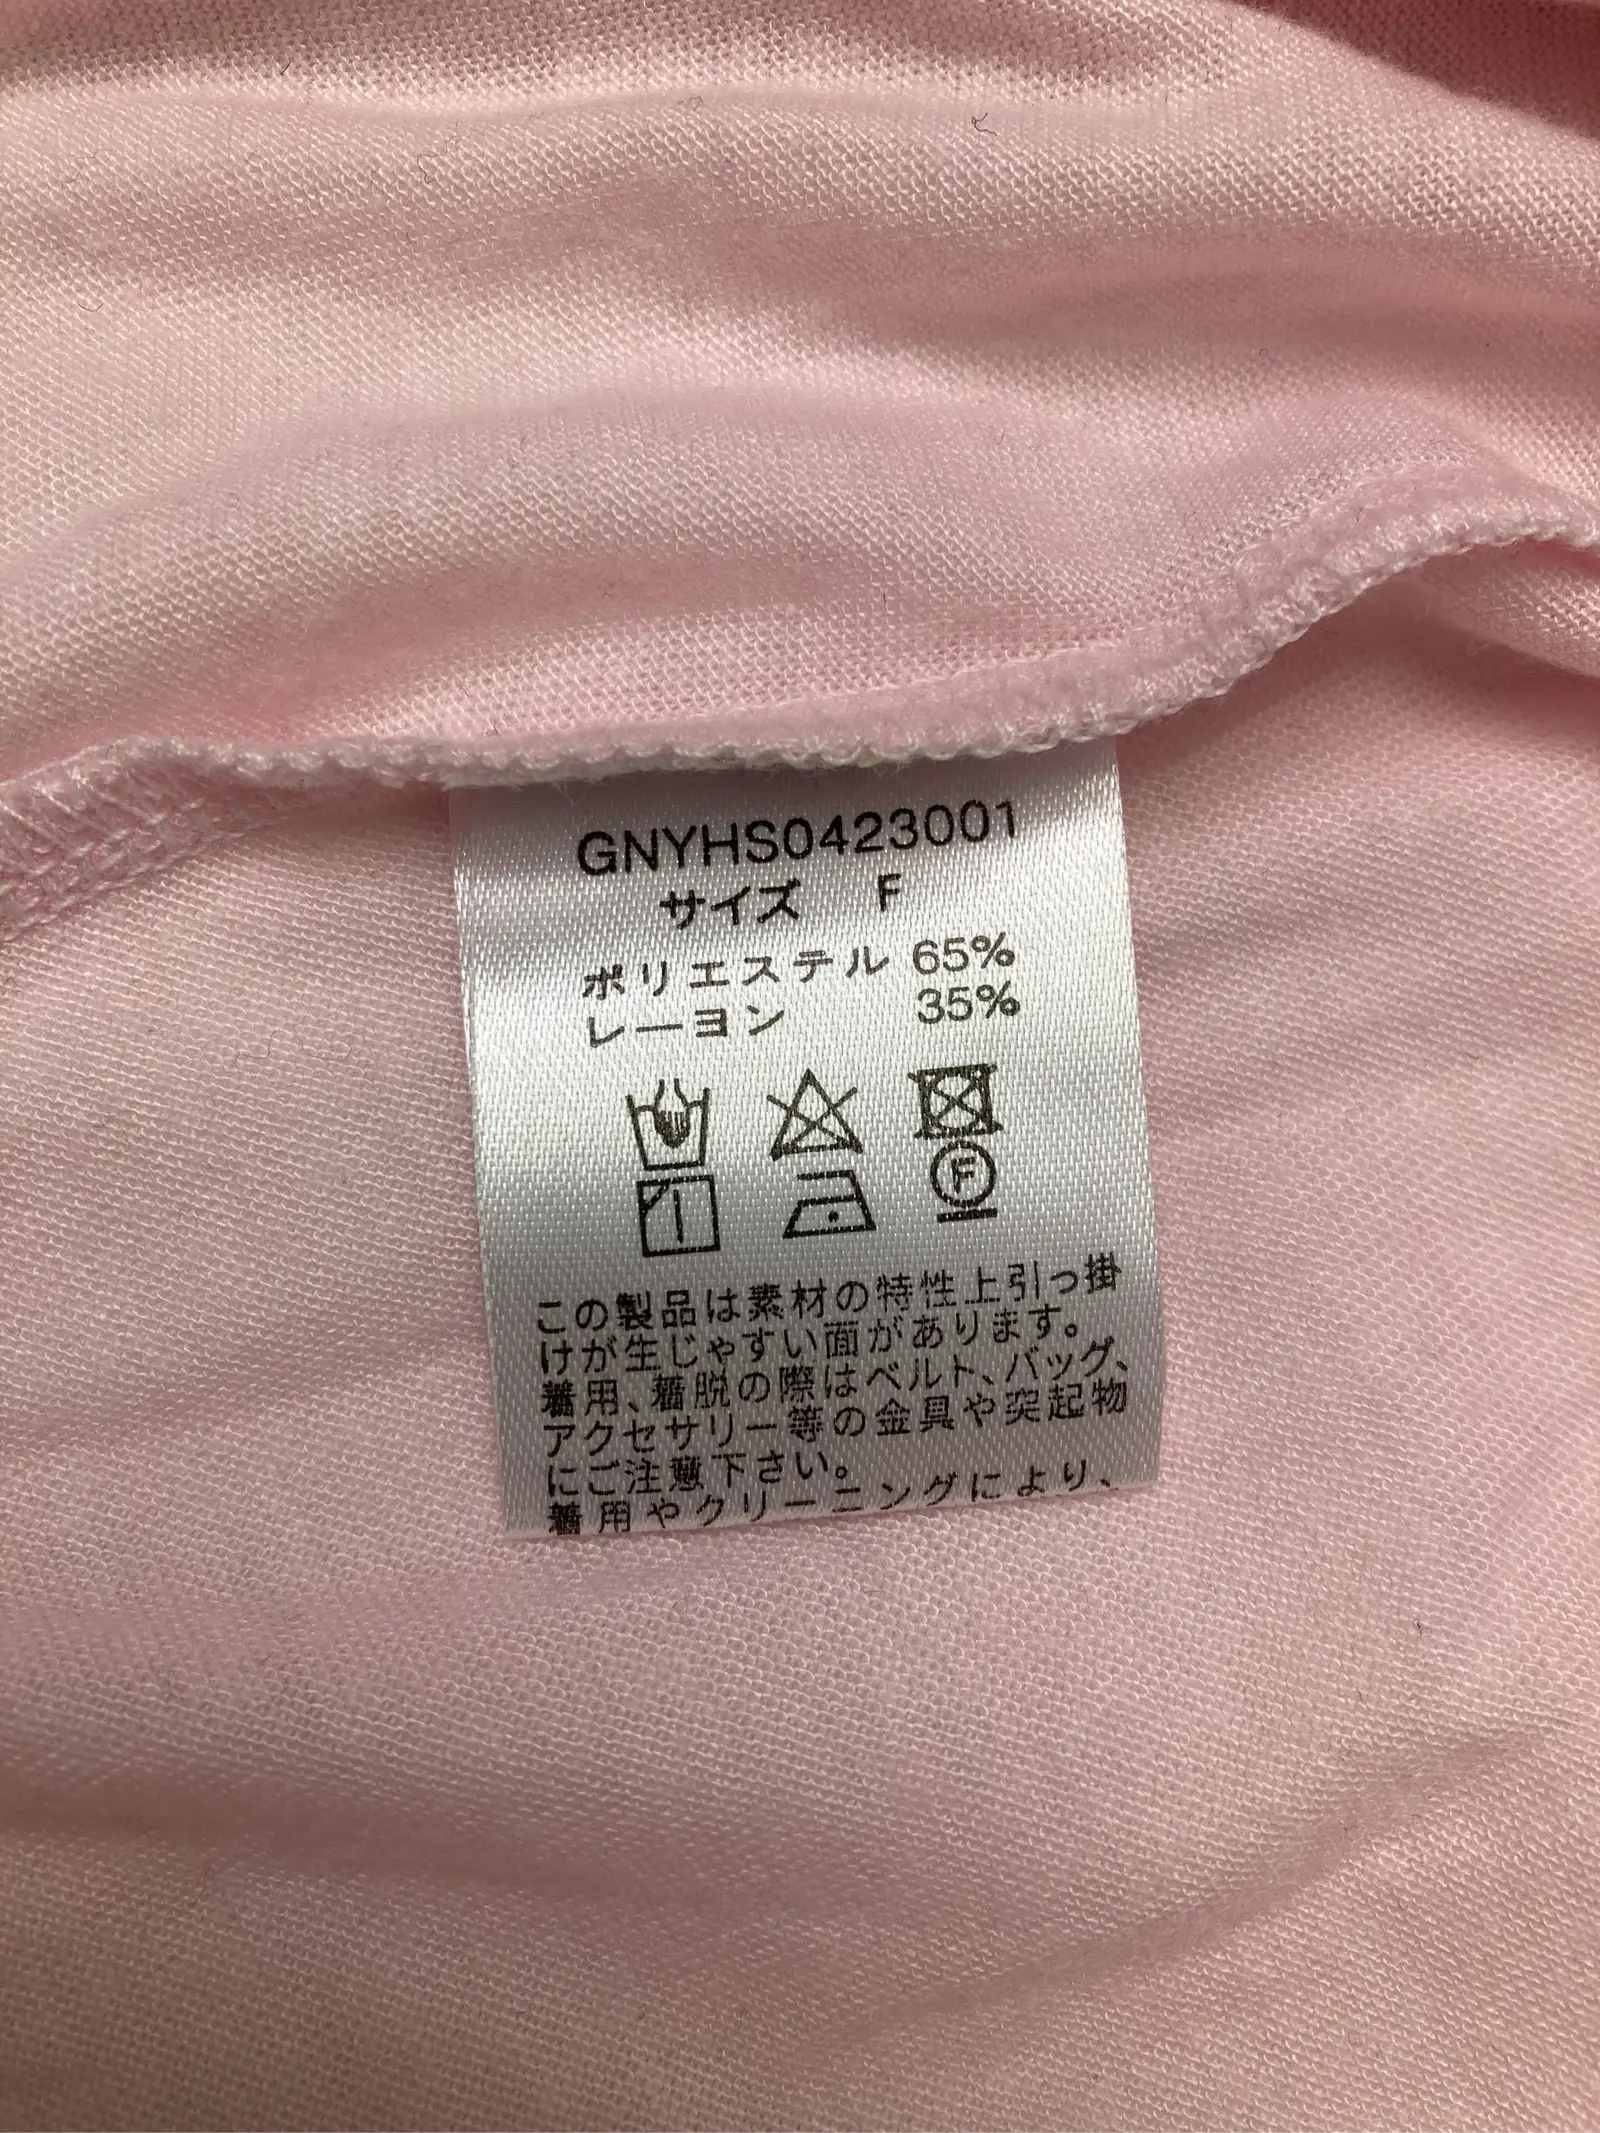 GNYHS0423001
サイズ F
ポリエステル 65%
レーヨン 35%
F
この製品は素材の特性上引っ掛
けが生じやすい面があります。
着用、着脱の際はベルト、バッグ、
アクセサリー等の金具や突起物
にご注意下さい。
着用やクリーニングにより、